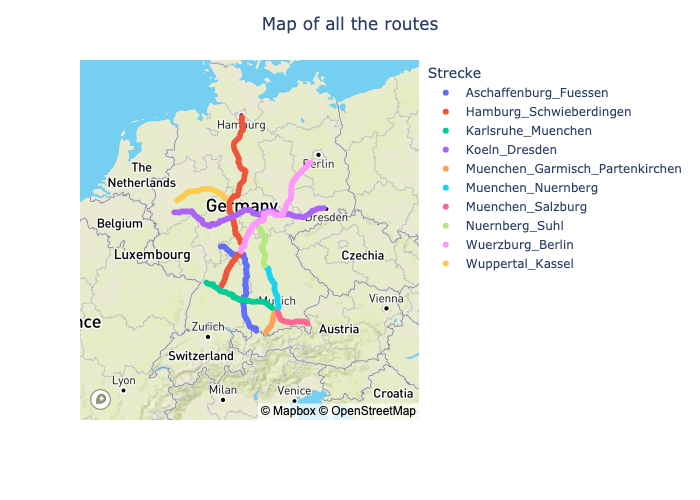 Map of all the routes
Strecke
Aschaffenburg_Fuessen
Hamburg_Schwieberdingen
Karlsruhe_Muenchen
Koeln_Dresden
Muenchen_Garmisch_Partenkirchen
Muenchen_Nuernberg
Muenchen_Salzburg
Nuernberg_Suhl
Wuerzburg_Berlin
Wuppertal_Kassel
Hamburg
Berlin
The
Netherlands
Germany
Dresden
Belgium
Luxembourg
Czechia
Munich
Vienna
nce
Zurich
Austria
Switzerland
Lyon
Milan
Venice
Croatia
© Mapbox © OpenStreetMap